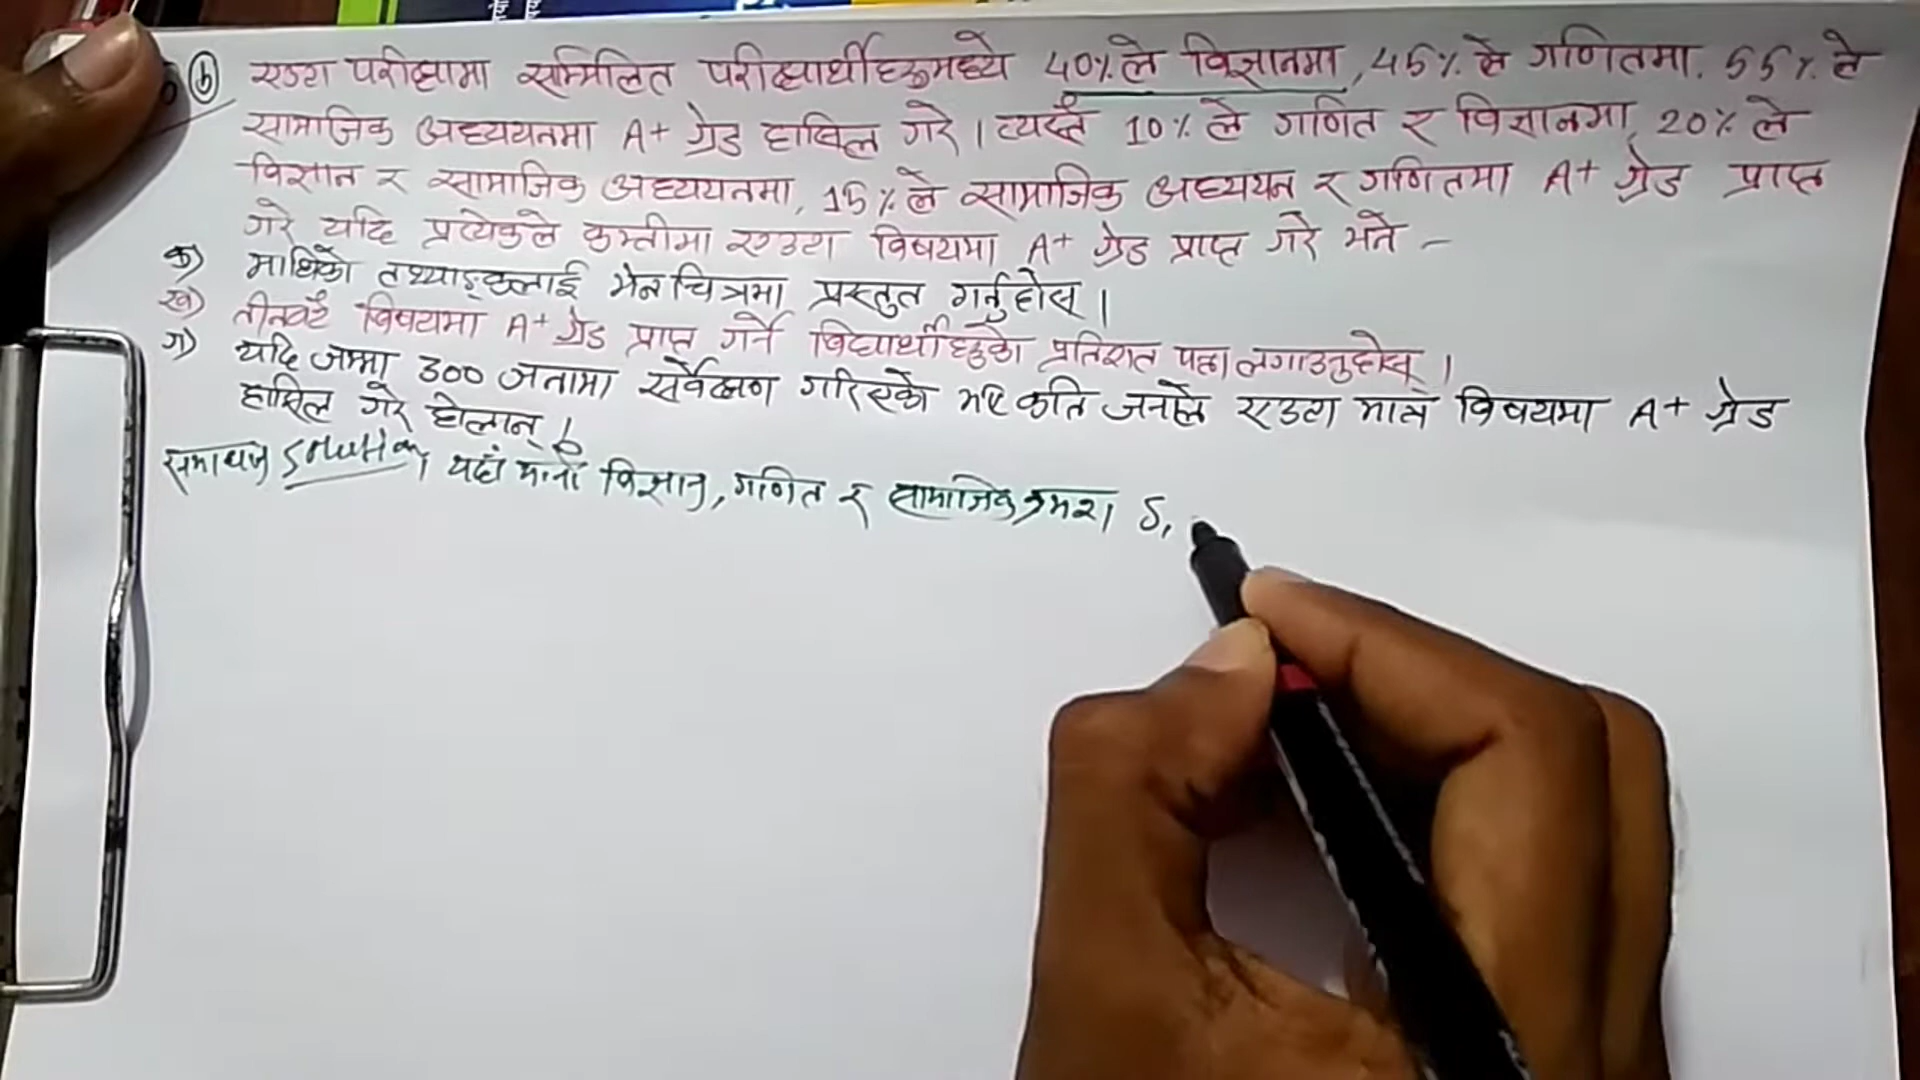 6 एउटा परीक्षामा सम्मिलित परीक्षार्थीहरूमध्ये 40% ले विज्ञानमा, 45% ले गणितमा, 55% ले
सामाजिक अध्ययनमा A+ ग्रेड हासिल गरे। त्यस्तै 10% ले गणित र विज्ञानमा, 20% ले
विज्ञान र सामाजिक अध्ययनमा, 15% ले सामाजिक अध्ययन र गणितमा A+ ग्रेड प्राप्त
गरे यदि प्रत्येकले कम्तीमा एउटा विषयमा A+ ग्रेड प्राप्त गरे भने –
क) माथिको तथ्याङ्कलाई भेनचित्रमा प्रस्तुत गर्नुहोस्।
ख) तीनवटै विषयमा A+ ग्रेड प्राप्त गर्ने विद्यार्थीहरूको प्रतिशत पत्ता लगाउनुहोस्।
ग) यदि जम्मा 300 जनामा सर्वेक्षण गरिएको भए कति जनाले एउटा मात्र विषयमा A+ ग्रेड
हासिल गरे होलान्!
समाधान Solution, यहाँ मानौं विज्ञान, गणित र सामाजिक क्रमशः S,